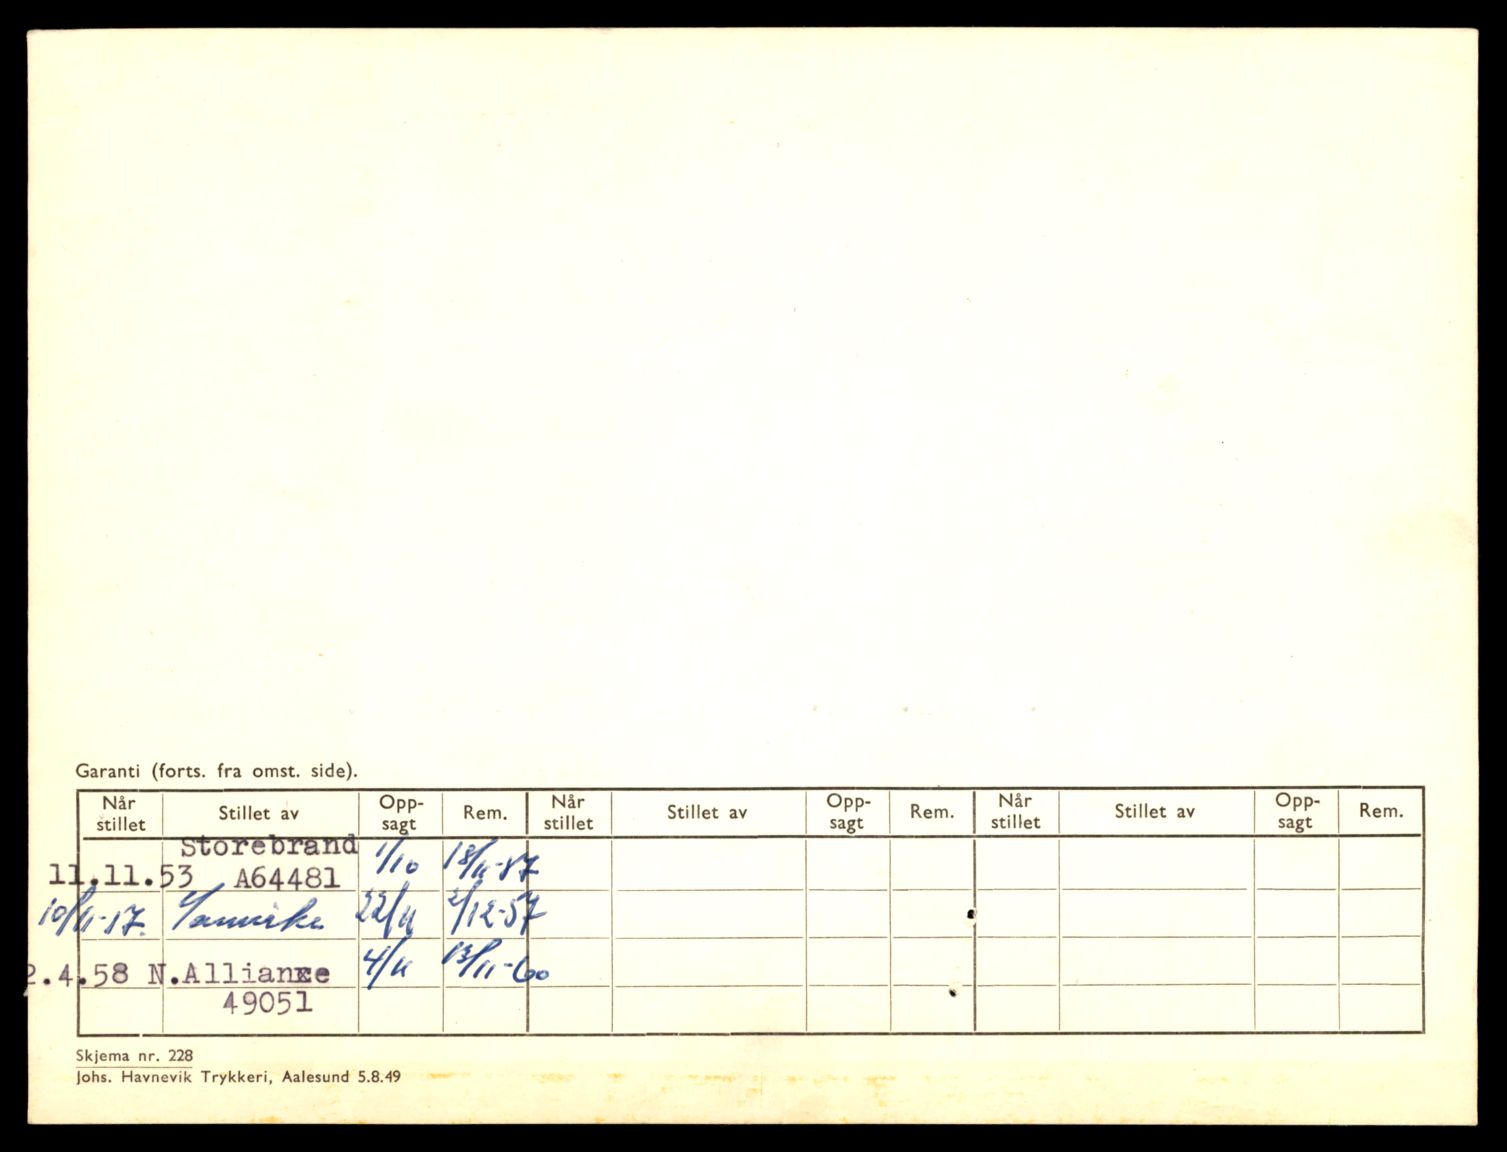 Garanti (forts. fra omst. side).
Når stillet Stillet av Opp-sagt Rem. Når stillet Stillet av Opp-sagt Rem. Når stillet Stillet av Opp-sagt Rem.
Storebrand
11.11.53 A64481 1/10 18/11-57
10/11-57. Samvirke 22/11 2/12-57
2.4.58 N.Alliance 4/11 13/11-60
49051
Skjema nr. 228
Johs. Havnevik Trykkeri, Aalesund 5.8.49